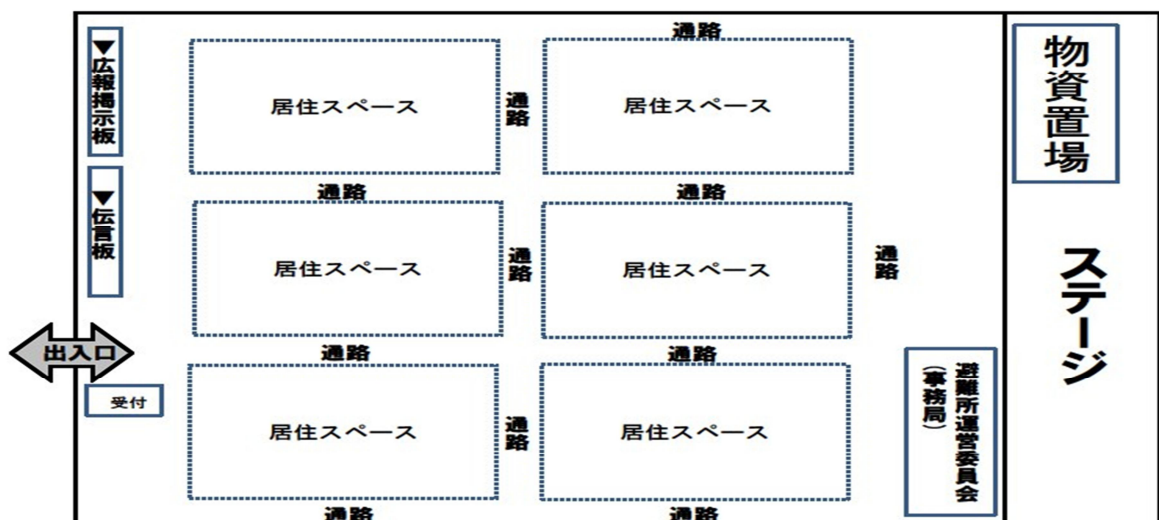 ▼広報掲示板
▼伝言板
出入口
受付
通路
居住スペース
通路
居住スペース
通路
通路
居住スペース
通路
居住スペース
通路
通路
通路
居住スペース
通路
居住スペース
通路
通路
避難所運営委員会
（事務局）
物資置場
ステージ